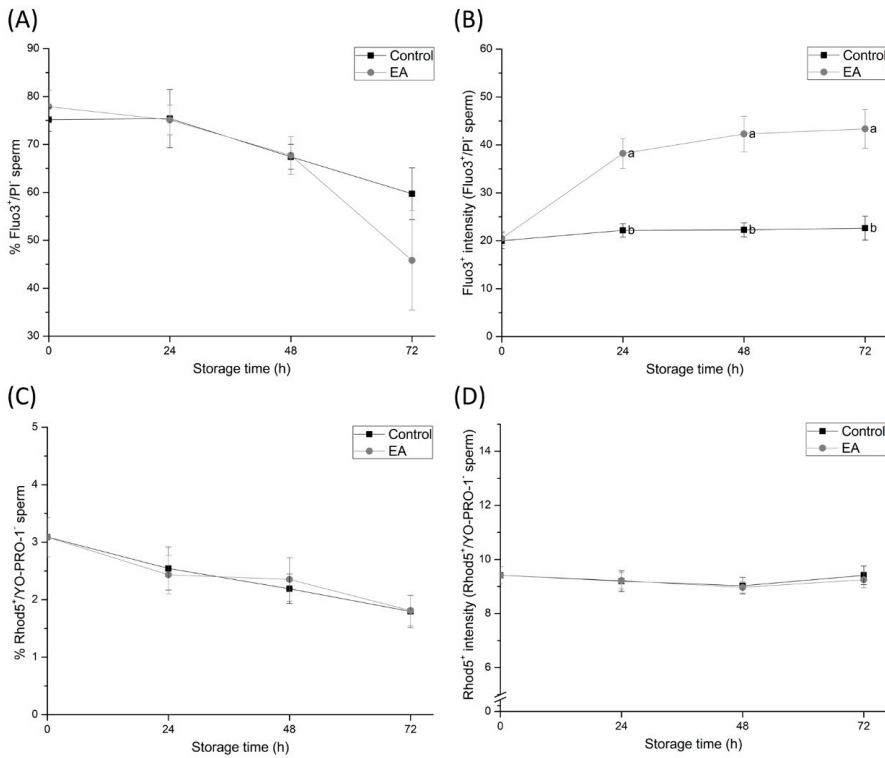 (A)
90
80
70
60
50
40
30
0
24
48
72
% Fluo3⁺/PI⁻ sperm
Storage time (h)
Control
EA
(B)
60
50
40
30
20
10
0
0
24
48
72
Fluo3⁺ intensity (Fluo3⁺/PI⁻ sperm)
Storage time (h)
Control
EA
a
a
a
b
b
b
(C)
5
4
3
2
1
0
0
24
48
72
% Rhod5⁺/YO-PRO-1⁻ sperm
Storage time (h)
Control
EA
(D)
14
12
10
8
6
0
0
24
48
72
Rhod5⁺ intensity (Rhod5⁺/YO-PRO-1⁻ sperm)
Storage time (h)
Control
EA